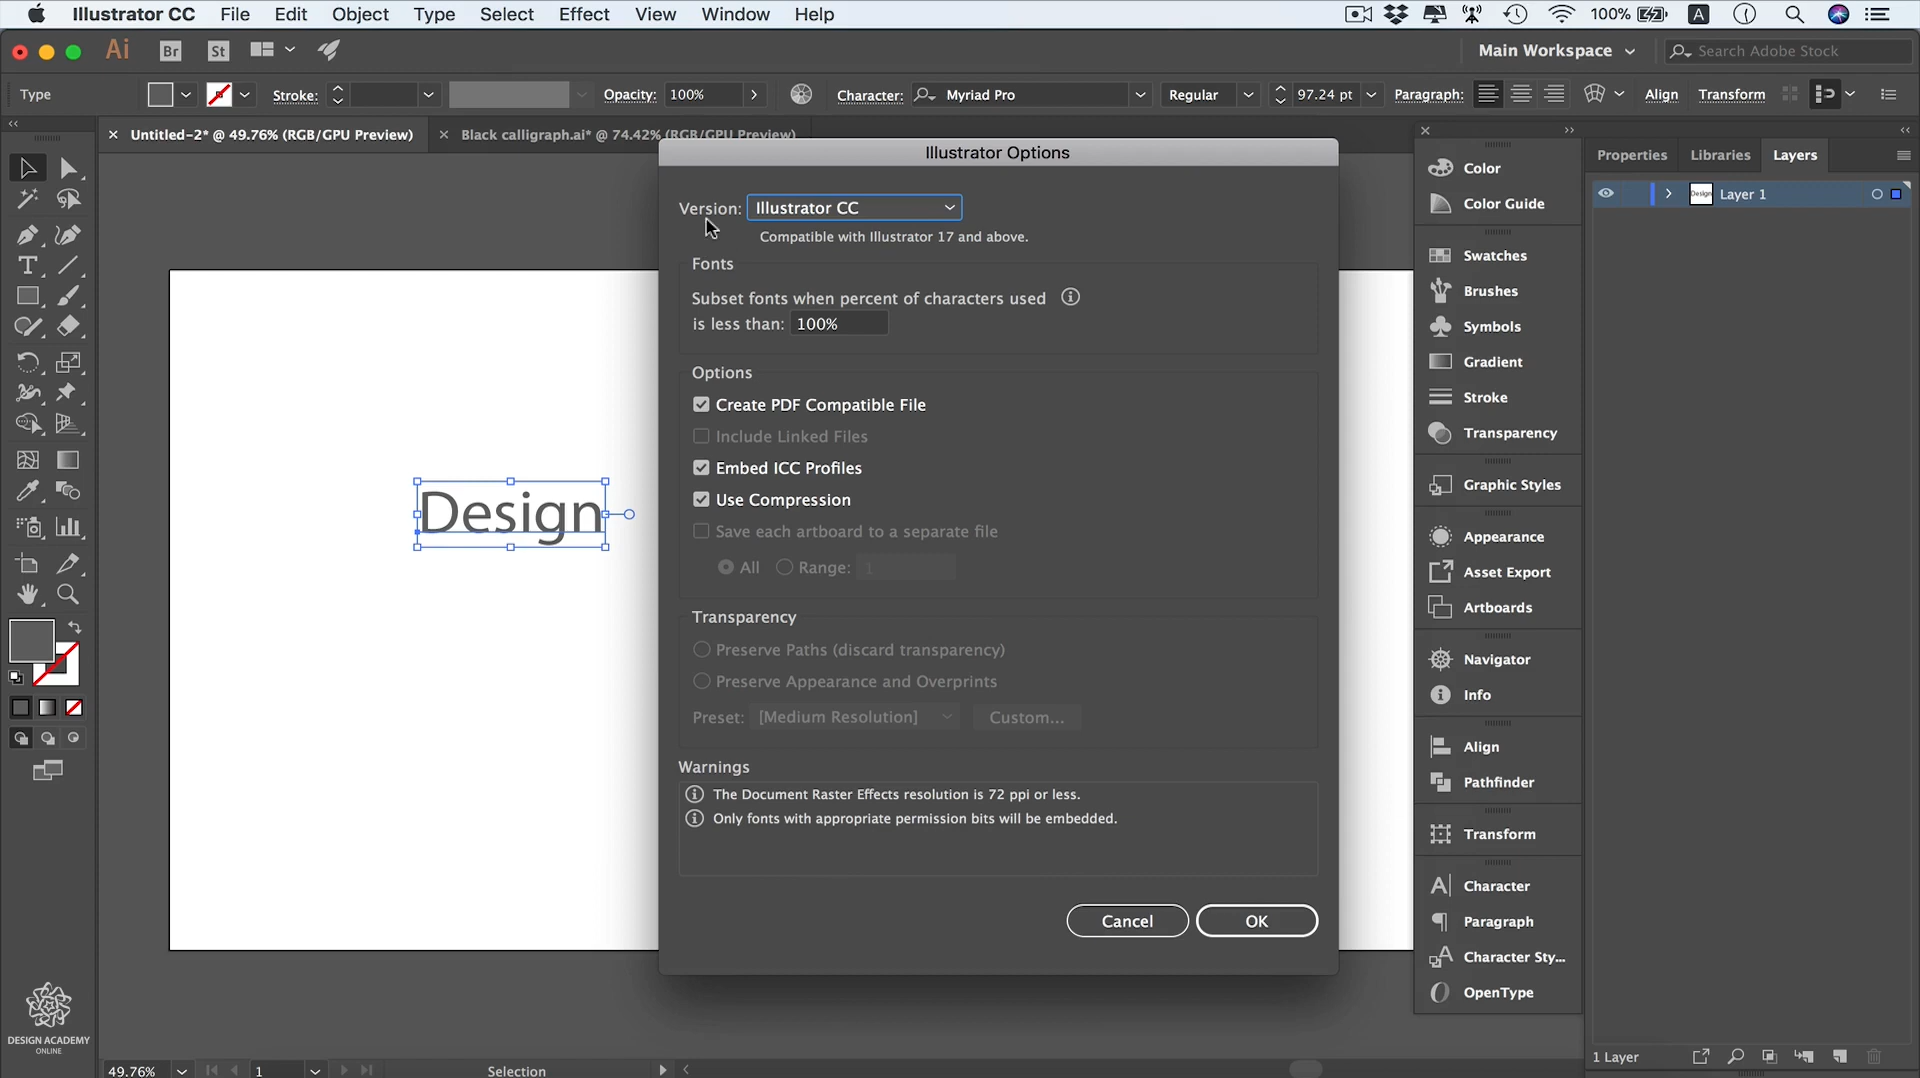 Illustrator CC File Edit Object Type Select Effect View Window Help 100% A
Ai Br St Main Workspace Search Adobe Stock
Type Stroke: Opacity: 100% Character: Myriad Pro Regular 97.24 pt Paragraph: Align Transform
Untitled-2* @ 49.76% (RGB/GPU Preview) Black calligraph.ai* @ 74.42% (RGB/GPU Preview)
Illustrator Options
Version: Illustrator CC
Compatible with Illustrator 17 and above.
Fonts
Subset fonts when percent of characters used
is less than: 100%
Options
Create PDF Compatible File
Include Linked Files
Embed ICC Profiles
Use Compression
Save each artboard to a separate file
All Range: 1
Transparency
Preserve Paths (discard transparency)
Preserve Appearance and Overprints
Preset: [Medium Resolution] Custom...
Warnings
The Document Raster Effects resolution is 72 ppi or less.
Only fonts with appropriate permission bits will be embedded.
Cancel OK
Design
Color
Color Guide
Swatches
Brushes
Symbols
Gradient
Stroke
Transparency
Graphic Styles
Appearance
Asset Export
Artboards
Navigator
Info
Align
Pathfinder
Transform
Character
Paragraph
Character Sty...
OpenType
Properties Libraries Layers
Design Layer 1
1 Layer
DESIGN ACADEMY
ONLINE
49.76% 1 Selection